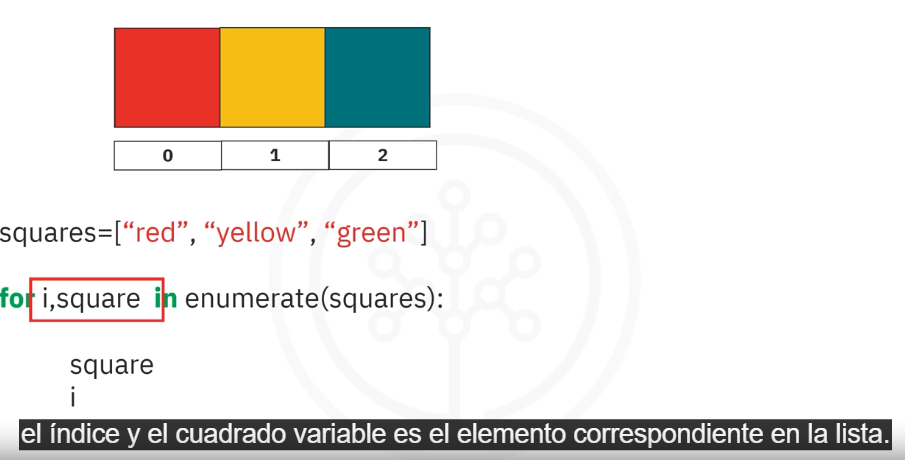 0 1 2
squares=[“red”, “yellow”, “green”]
for i,square in enumerate(squares):
square
i
el índice y el cuadrado variable es el elemento correspondiente en la lista.